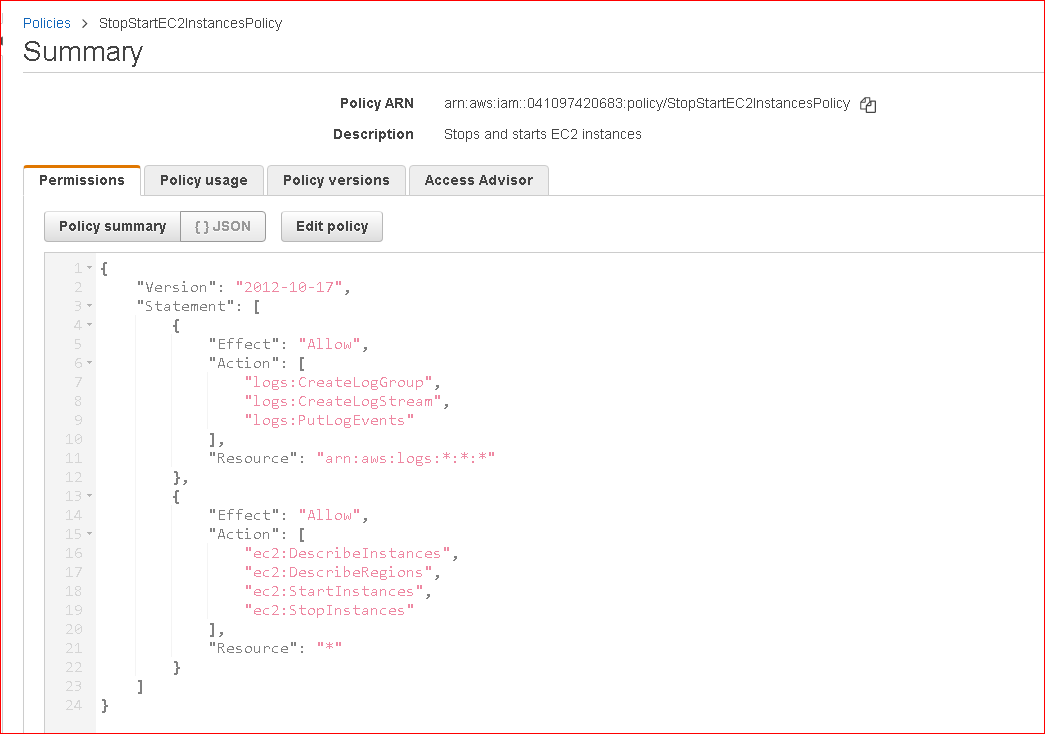 Policies > StopStartEC2InstancesPolicy
Summary
Policy ARN arn:aws:iam::041097420683:policy/StopStartEC2InstancesPolicy
Description Stops and starts EC2 instances
Permissions Policy usage Policy versions Access Advisor
Policy summary { } JSON Edit policy
1 {
2 "Version": "2012-10-17",
3 "Statement": [
4 {
5 "Effect": "Allow",
6 "Action": [
7 "logs:CreateLogGroup",
8 "logs:CreateLogStream",
9 "logs:PutLogEvents"
10 ],
11 "Resource": "arn:aws:logs:*:*:*"
12 },
13 {
14 "Effect": "Allow",
15 "Action": [
16 "ec2:DescribeInstances",
17 "ec2:DescribeRegions",
18 "ec2:StartInstances",
19 "ec2:StopInstances"
20 ],
21 "Resource": "*"
22 }
23 ]
24 }